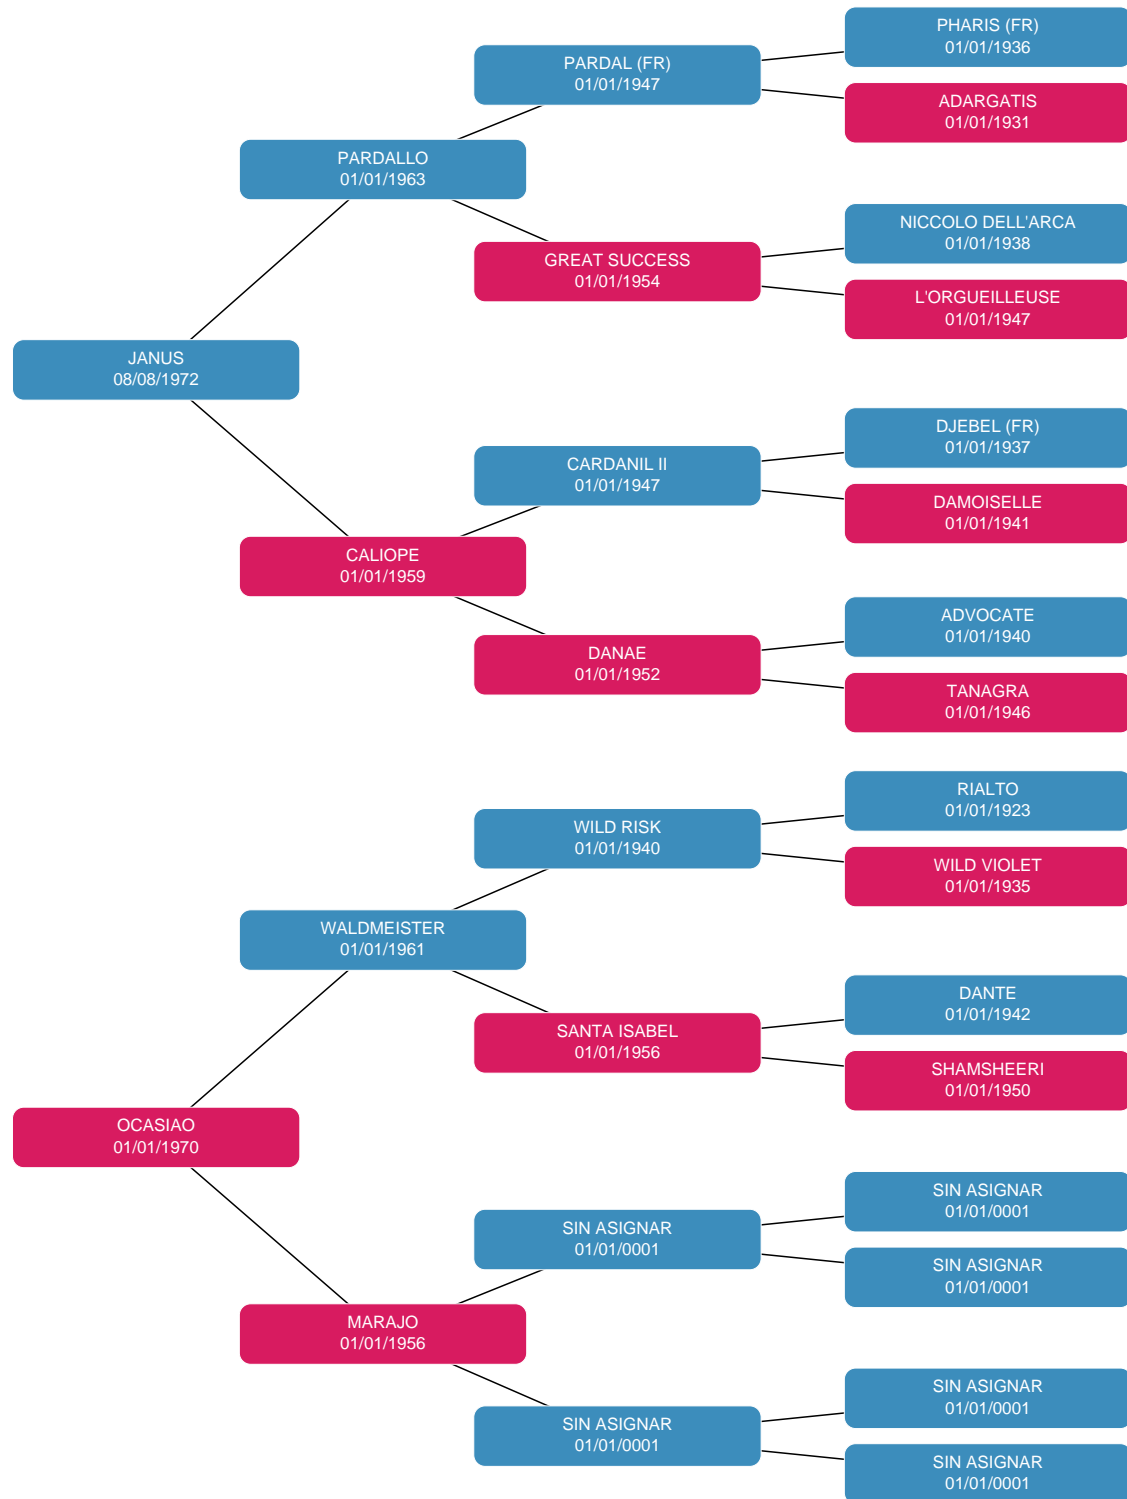 PHARIS (FR)
01/01/1936
PARDAL (FR)
01/01/1947
ADARGATIS
01/01/1931
PARDALLO
01/01/1963
NICCOLO DELL'ARCA
01/01/1938
GREAT SUCCESS
01/01/1954
L'ORGUEILLEUSE
01/01/1947
JANUS
08/08/1972
DJEBEL (FR)
01/01/1937
CARDANIL II
01/01/1947
DAMOISELLE
01/01/1941
CALIOPE
01/01/1959
ADVOCATE
01/01/1940
DANAE
01/01/1952
TANAGRA
01/01/1946
RIALTO
01/01/1923
WILD RISK
01/01/1940
WILD VIOLET
01/01/1935
WALDMEISTER
01/01/1961
DANTE
01/01/1942
SANTA ISABEL
01/01/1956
SHAMSHEERI
01/01/1950
OCASIAO
01/01/1970
SIN ASIGNAR
01/01/0001
SIN ASIGNAR
01/01/0001
SIN ASIGNAR
01/01/0001
MARAJO
01/01/1956
SIN ASIGNAR
01/01/0001
SIN ASIGNAR
01/01/0001
SIN ASIGNAR
01/01/0001